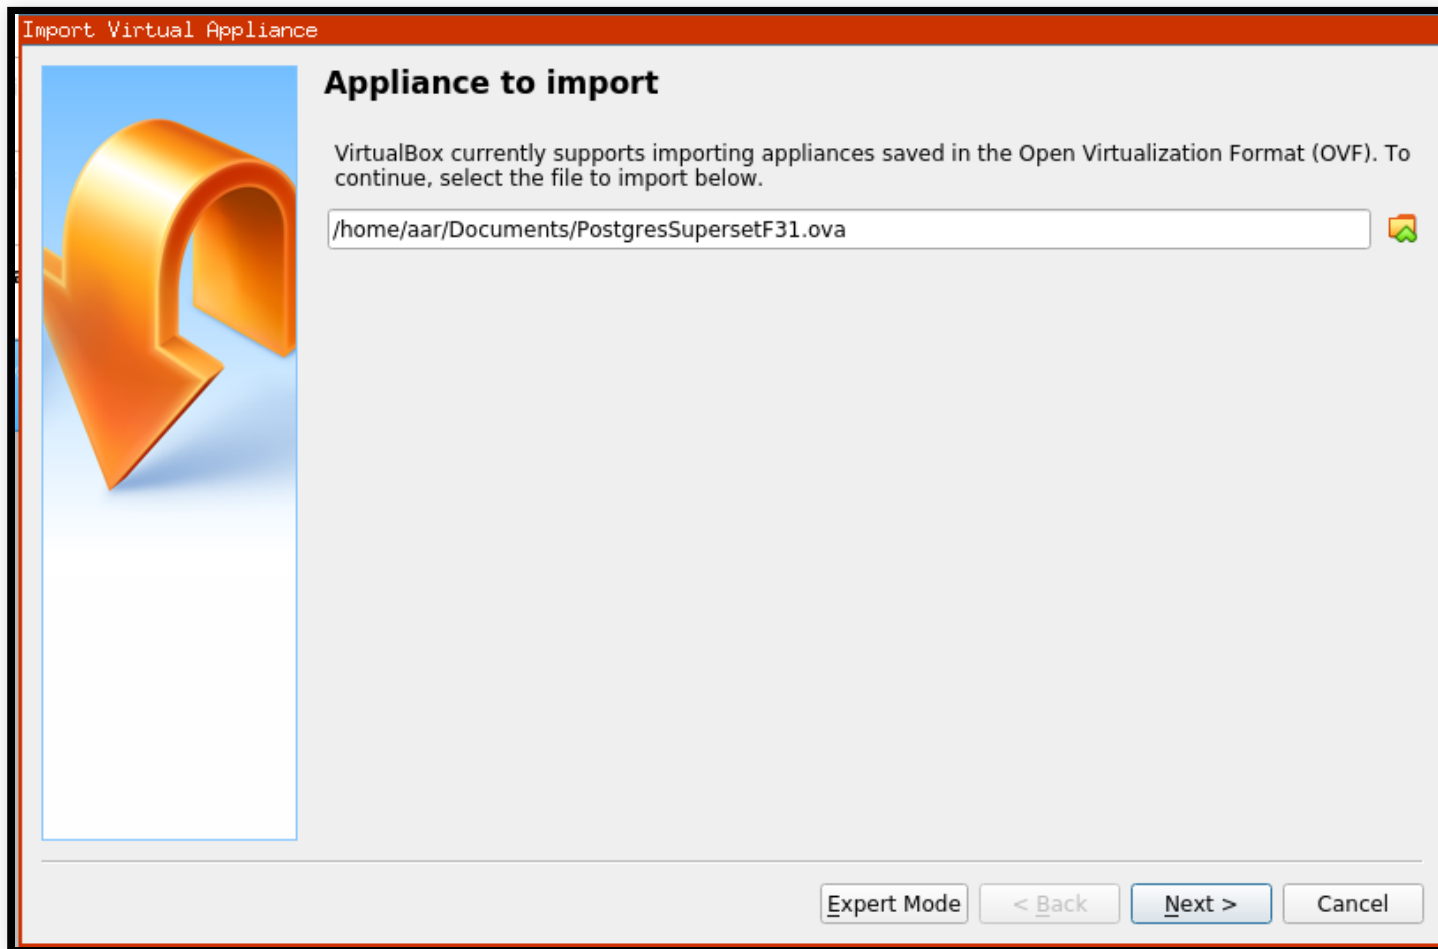 Import Virtual Appliance
Appliance to import
VirtualBox currently supports importing appliances saved in the Open Virtualization Format (OVF). To
continue, select the file to import below.
/home/aar/Documents/PostgresSupersetF31.ova
Expert Mode
< Back
Next >
Cancel